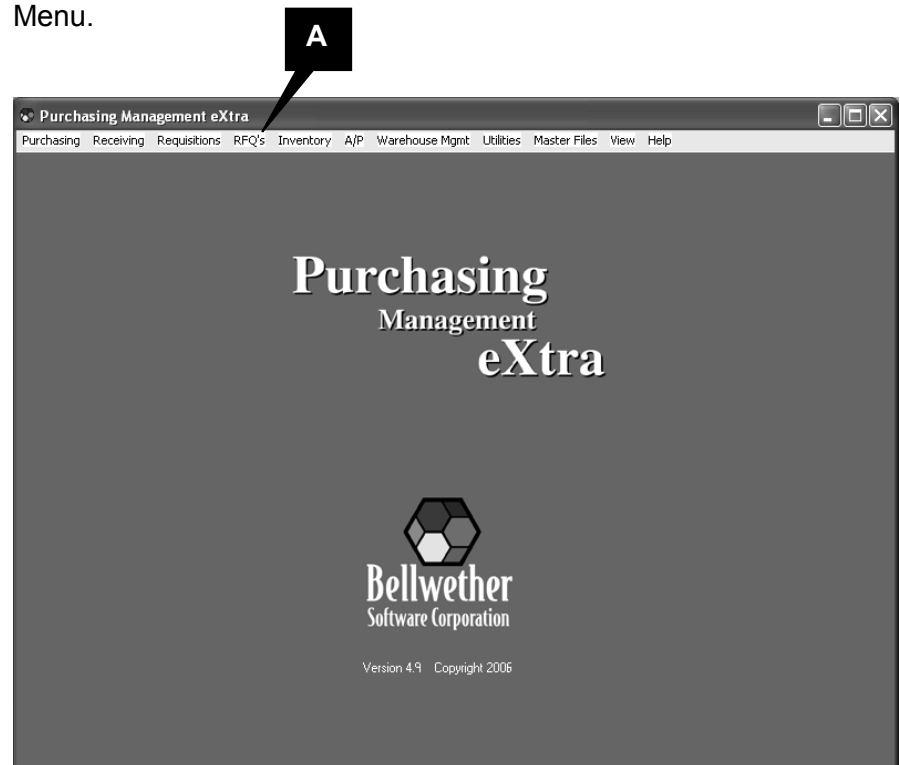 Menu.
A
Purchasing Management eXtra
Purchasing Receiving Requisitions RFQ's Inventory A/P Warehouse Mgmt Utilities Master Files View Help
Purchasing
Management
eXtra
Bellwether
Software Corporation
Version 4.9 Copyright 2006